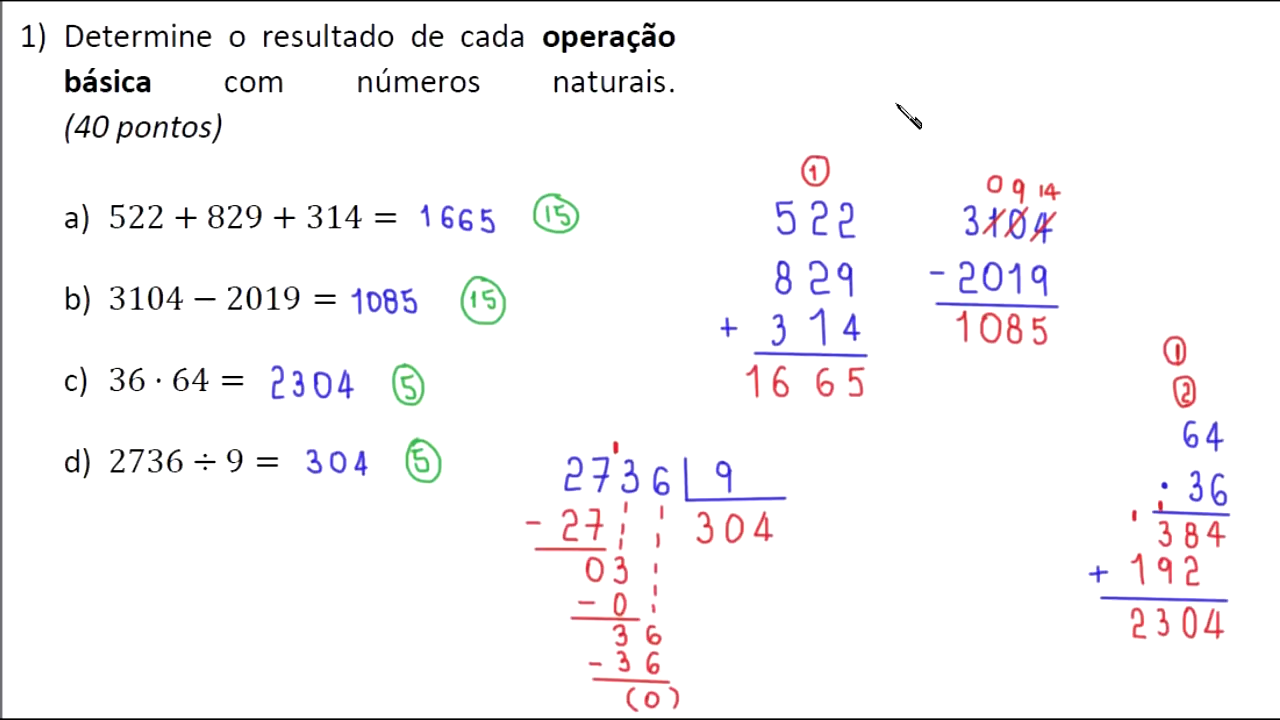 1) Determine o resultado de cada operação
básica com números naturais.
(40 pontos)
a) 522 + 829 + 314 = 1665 15
b) 3104 − 2019 = 1085 15
c) 36 · 64 = 2304 5
d) 2736 ÷ 9 = 304 5
1
522
829
+ 314
1665
0 9 14
3104
- 2019
1085
1
2
64
· 36
384
+ 192
2304
2736 9
- 27 304
03
- 0
36
- 36
(0)